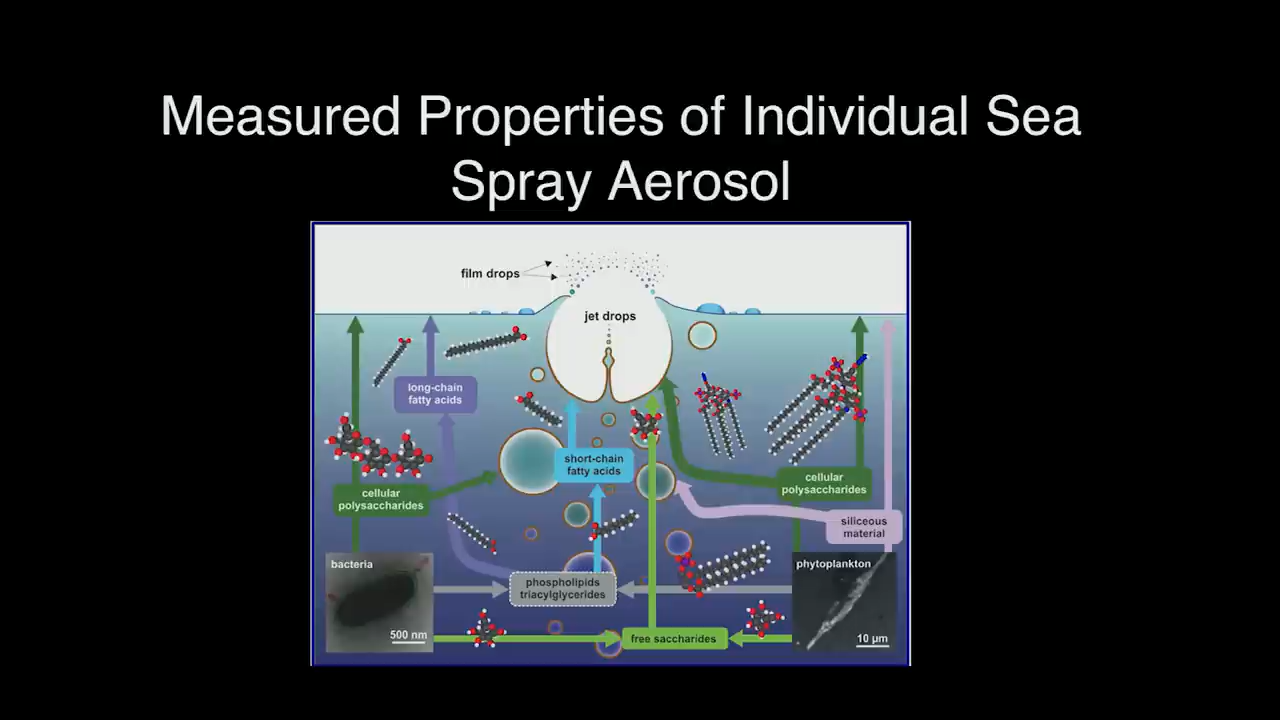 Measured Properties of Individual Sea
Spray Aerosol
film drops
jet drops
long-chain
fatty acids
short-chain
fatty acids
cellular
polysaccharides
cellular
polysaccharides
siliceous
material
bacteria
500 nm
phospholipids
triacylglycerides
phytoplankton
10 µm
free saccharides